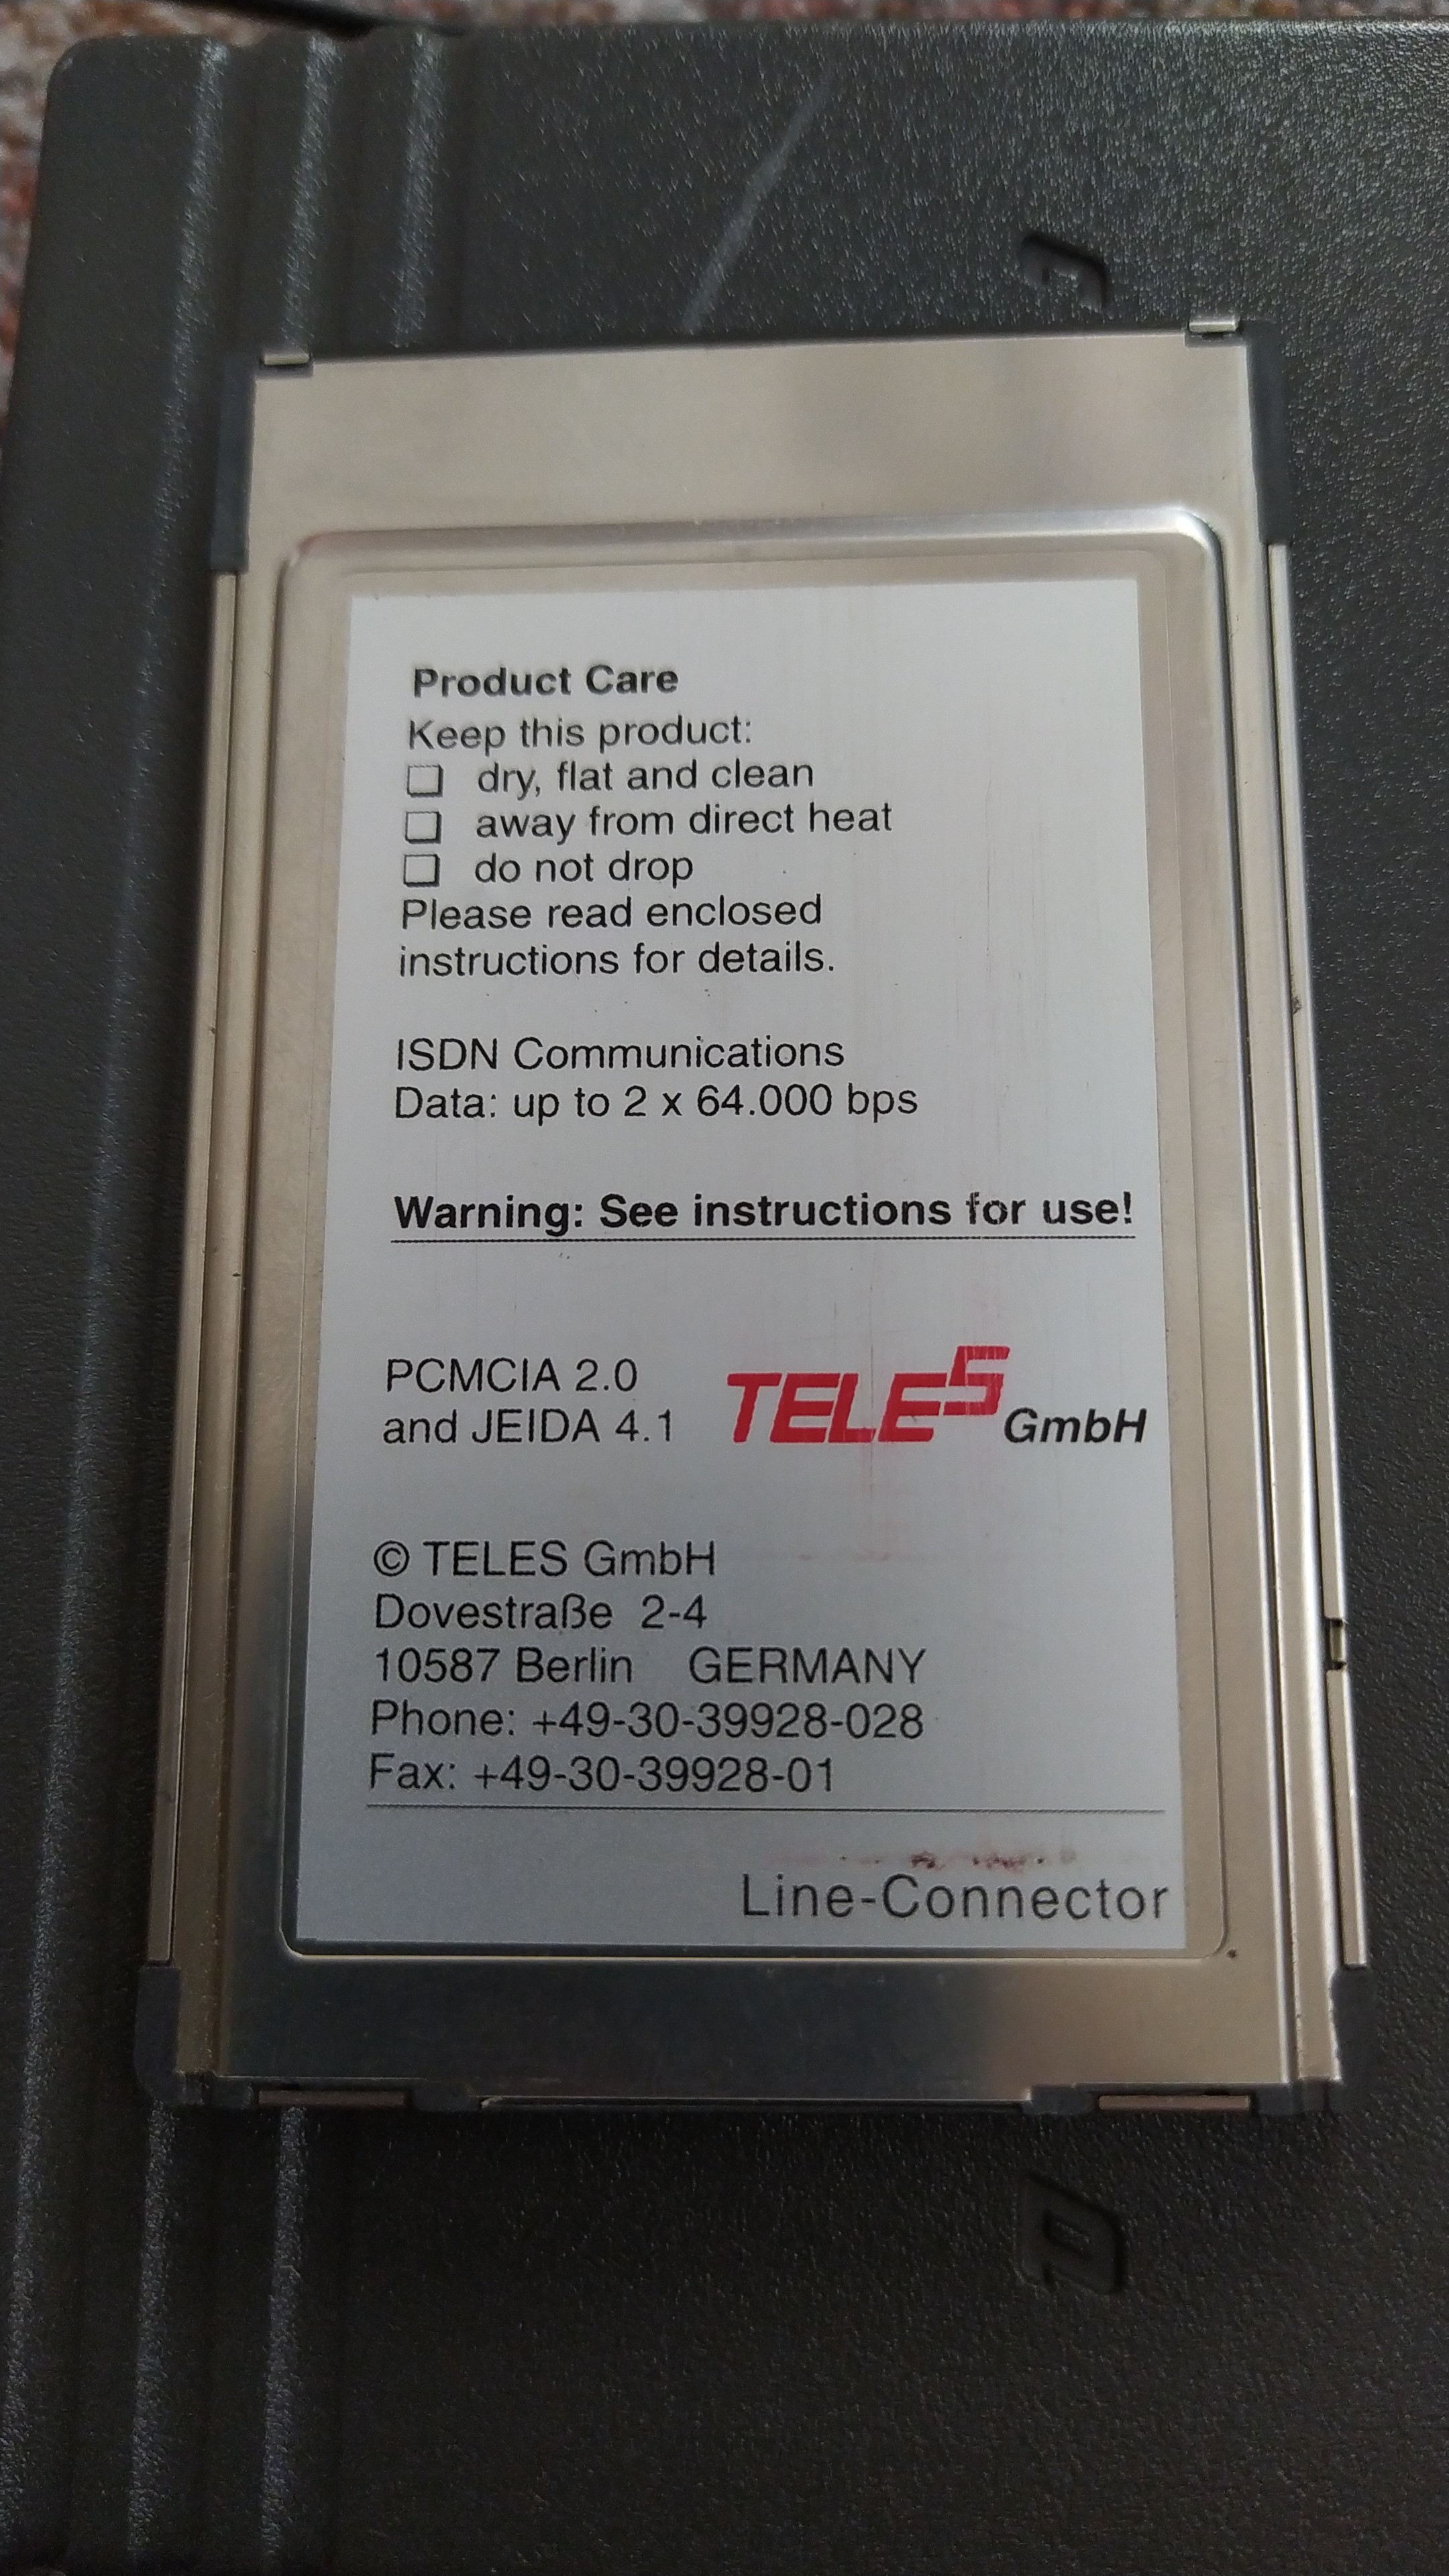 Product Care
Keep this product:
❏ dry, flat and clean
❏ away from direct heat
❏ do not drop
Please read enclosed
instructions for details.
ISDN Communications
Data: up to 2 x 64.000 bps
Warning: See instructions for use!
PCMCIA 2.0
and JEIDA 4.1
TELES GmbH
© TELES GmbH
Dovestraße 2-4
10587 Berlin GERMANY
Phone: +49-30-39928-028
Fax: +49-30-39928-01
Line-Connector